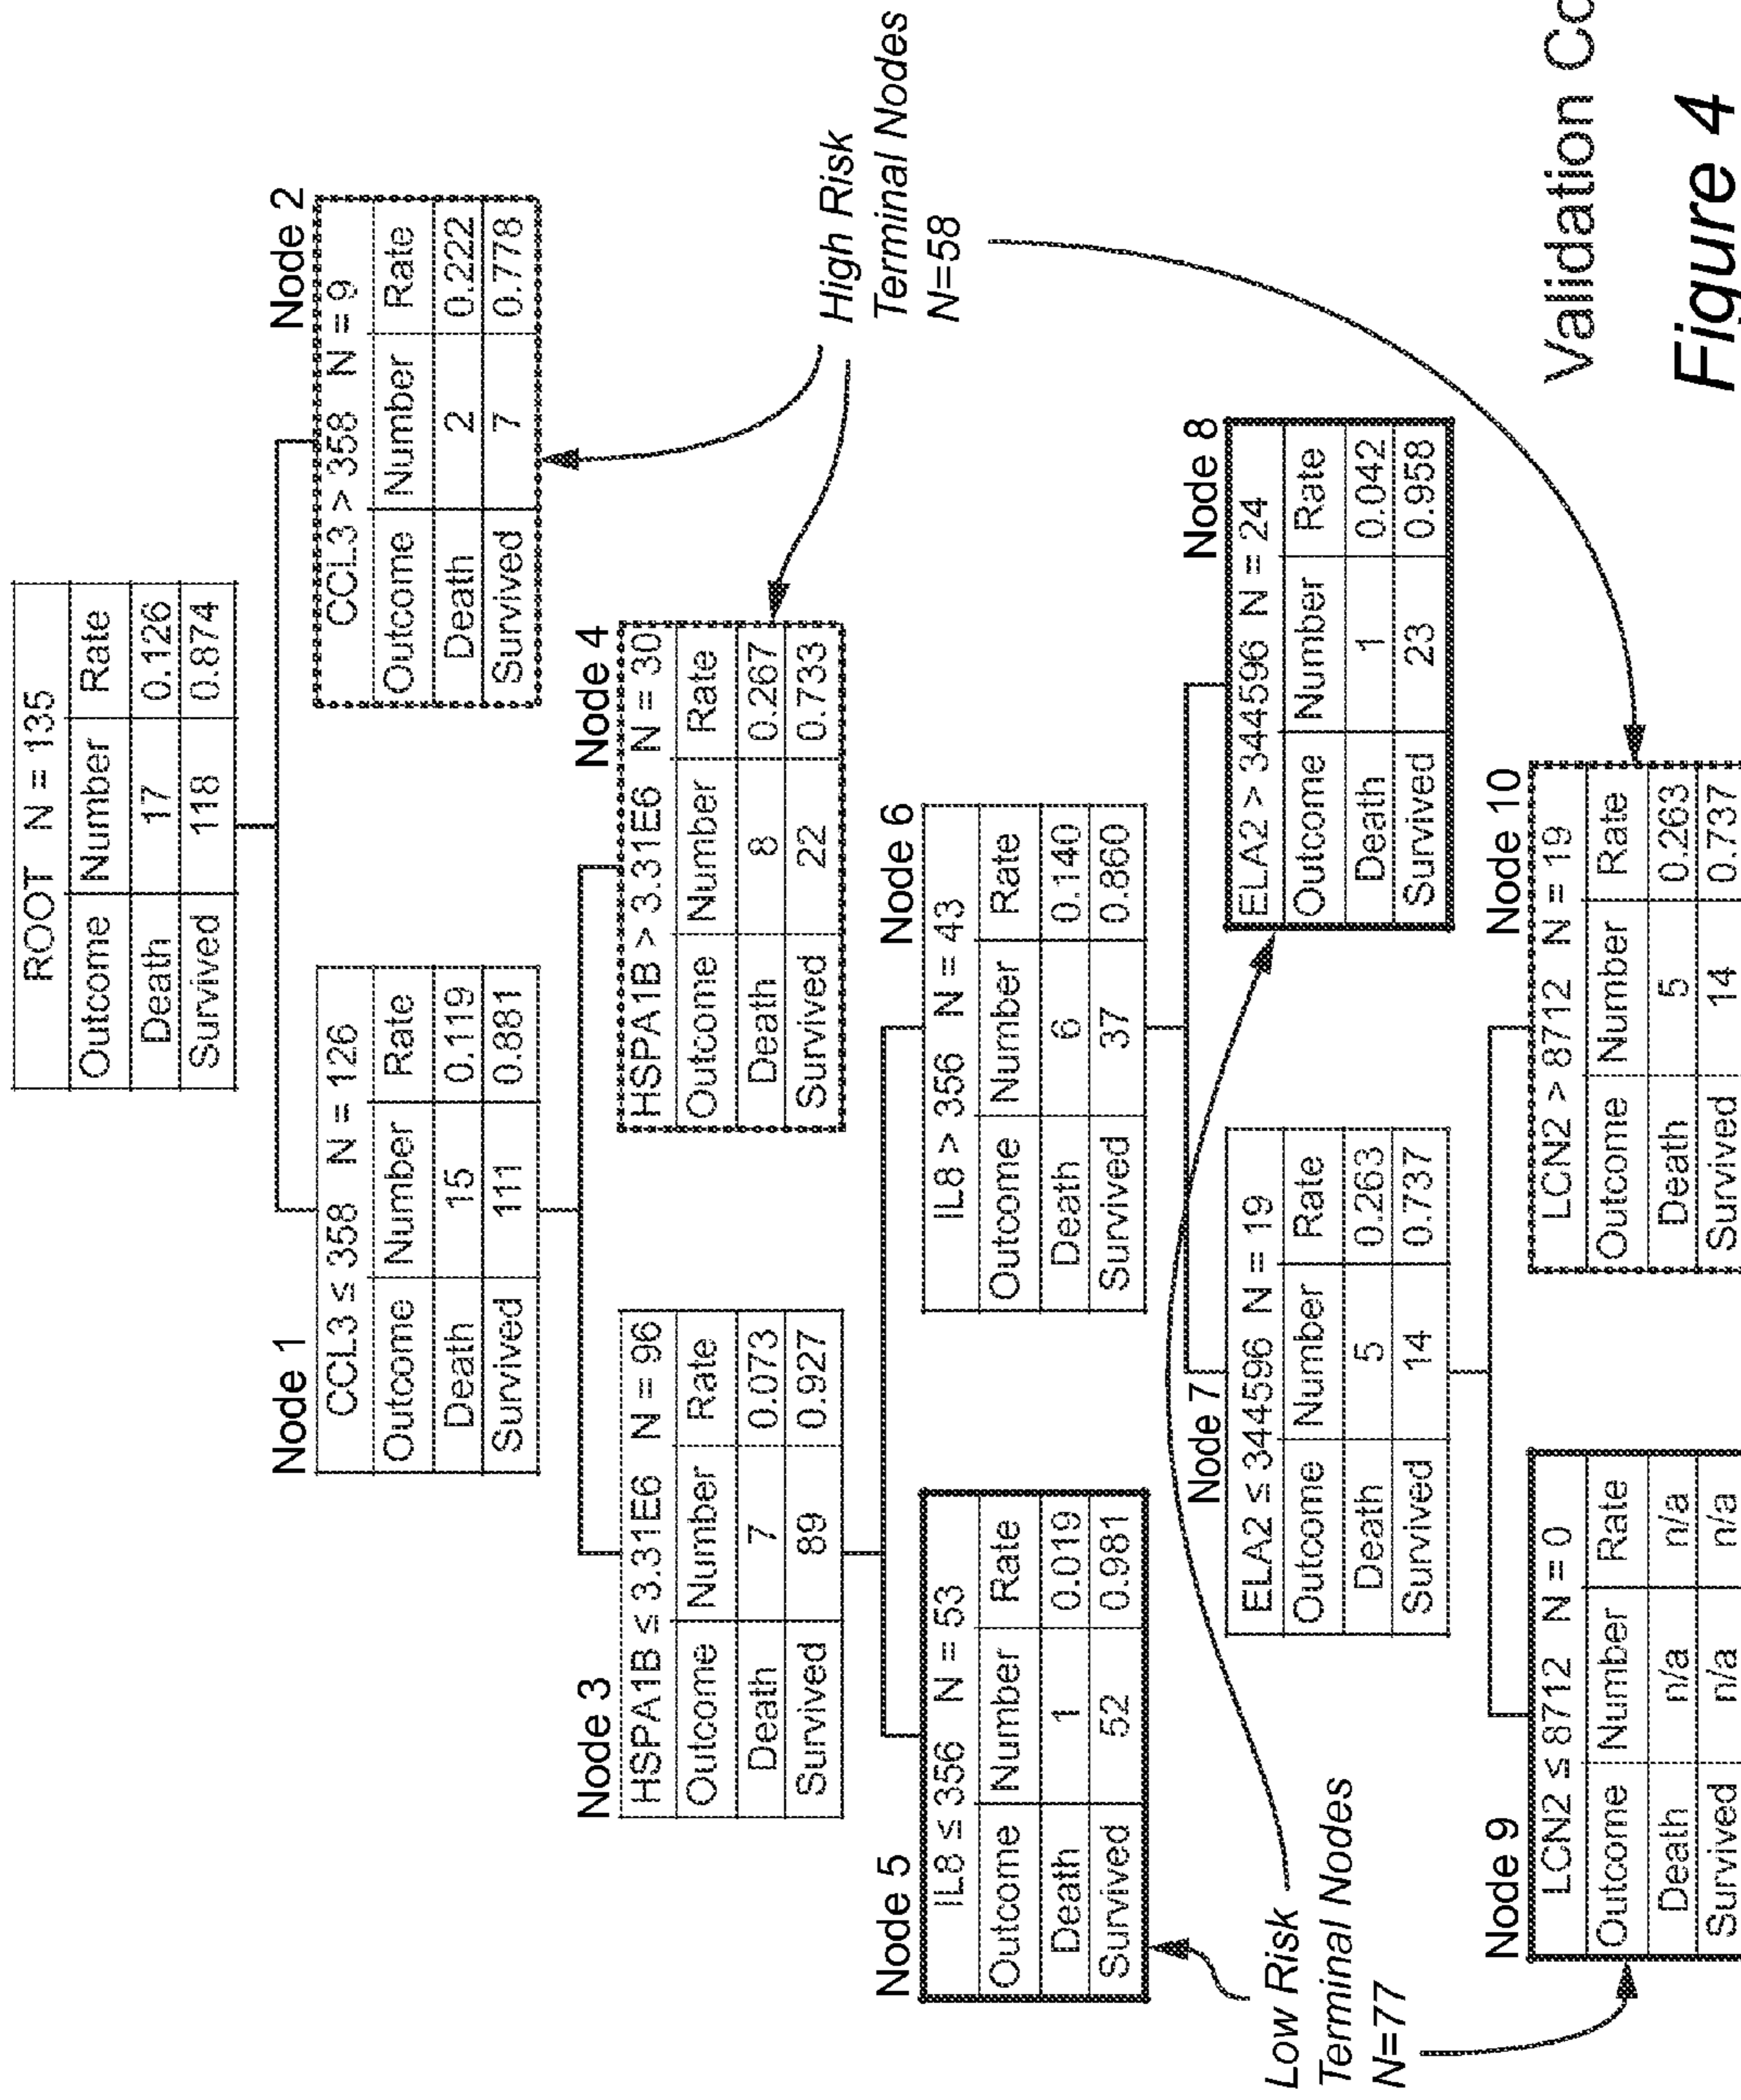 ROOT N = 135
Outcome Number Rate
Death 17 0.126
Survived 118 0.874
Node 1
CCL3 ≤ 358 N = 126
Outcome Number Rate
Death 15 0.119
Survived 111 0.881
Node 2
CCL3 > 358 N = 9
Outcome Number Rate
Death 2 0.222
Survived 7 0.778
Node 3
HSPA1B ≤ 3.31E6 N = 96
Outcome Number Rate
Death 7 0.073
Survived 89 0.927
Node 4
HSPA1B > 3.31E6 N = 30
Outcome Number Rate
Death 8 0.267
Survived 22 0.733
High Risk
Terminal Nodes
N=58
Node 5
IL8 ≤ 356 N = 53
Outcome Number Rate
Death 1 0.019
Survived 52 0.981
Node 6
IL8 > 356 N = 43
Outcome Number Rate
Death 6 0.140
Survived 37 0.860
Node 7
ELA2 ≤ 344596 N = 19
Outcome Number Rate
Death 5 0.263
Survived 14 0.737
Node 8
ELA2 > 344596 N = 24
Outcome Number Rate
Death 1 0.042
Survived 23 0.958
Low Risk
Terminal Nodes
N=77
Node 9
LCN2 ≤ 8712 N = 0
Outcome Number Rate
Death n/a n/a
Survived n/a n/a
Node 10
LCN2 > 8712 N = 19
Outcome Number Rate
Death 5 0.263
Survived 14 0.737
Validation
Figure 4